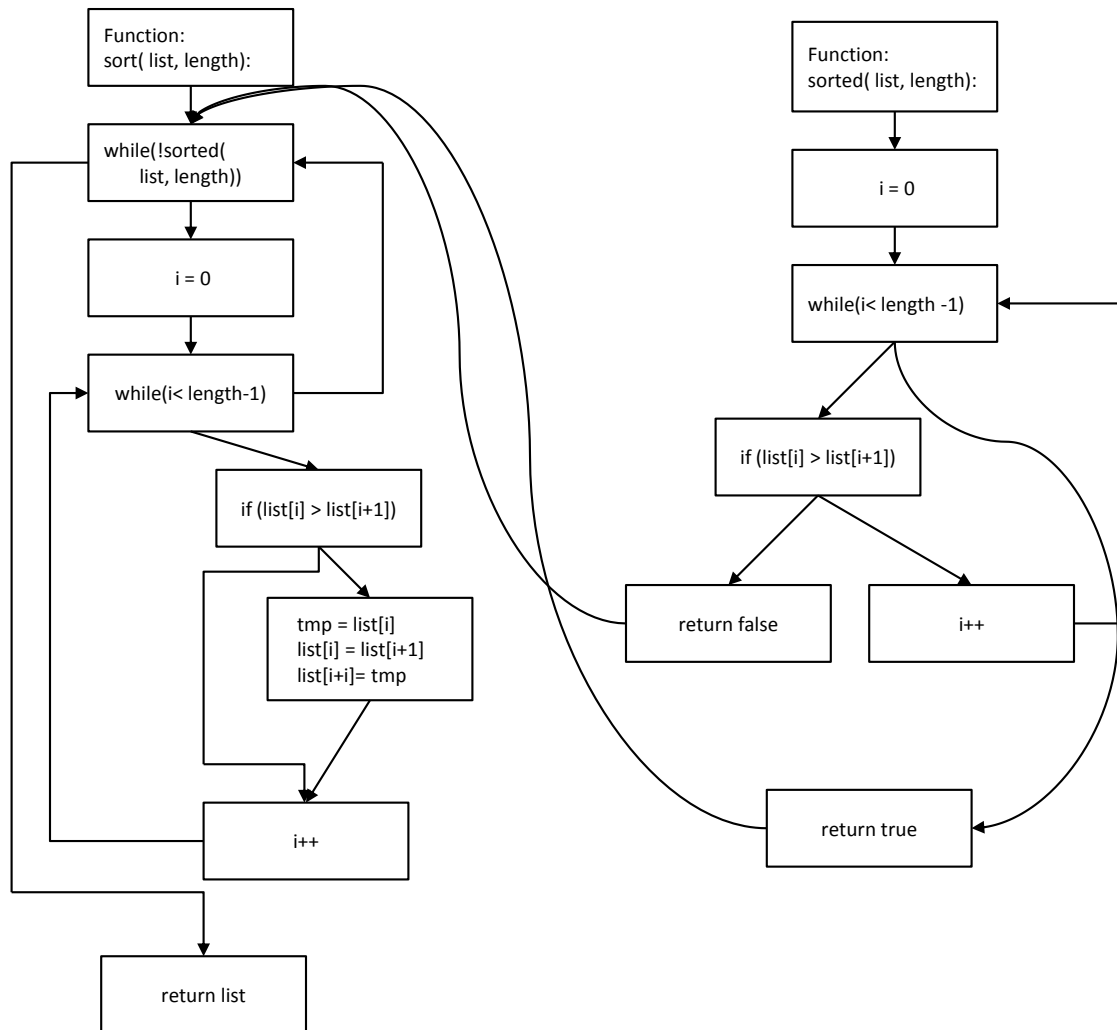 Function:
sort( list, length):
while(!sorted(
list, length))
i = 0
while(i< length-1)
if (list[i] > list[i+1])
tmp = list[i]
list[i] = list[i+1]
list[i+i]= tmp
i++
return list
Function:
sorted( list, length):
i = 0
while(i< length -1)
if (list[i] > list[i+1])
return false
i++
return true